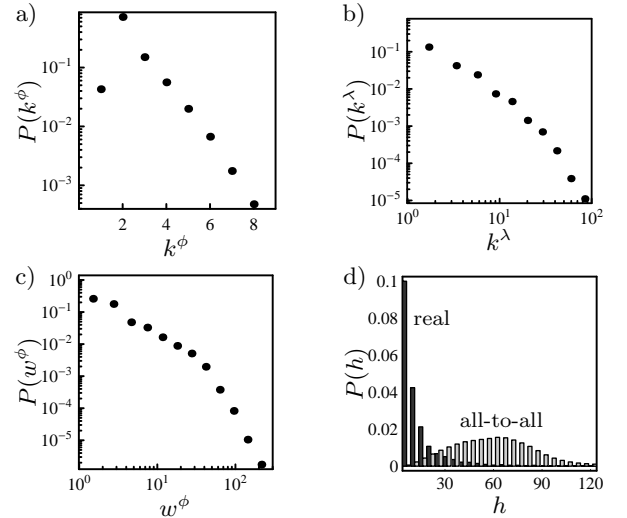 a)
P(k^ϕ)
10^-1
10^-2
10^-3
2 4 6 8
k^ϕ
b)
P(k^λ)
10^-1
10^-2
10^-3
10^-4
10^-5
10^0 10^1 10^2
k^λ
c)
P(w^ϕ)
10^0
10^-1
10^-2
10^-3
10^-4
10^-5
10^0 10^1 10^2
w^ϕ
d)
P(h)
0.1
0.08
0.06
0.04
0.02
0
real
all-to-all
30 60 90 120
h